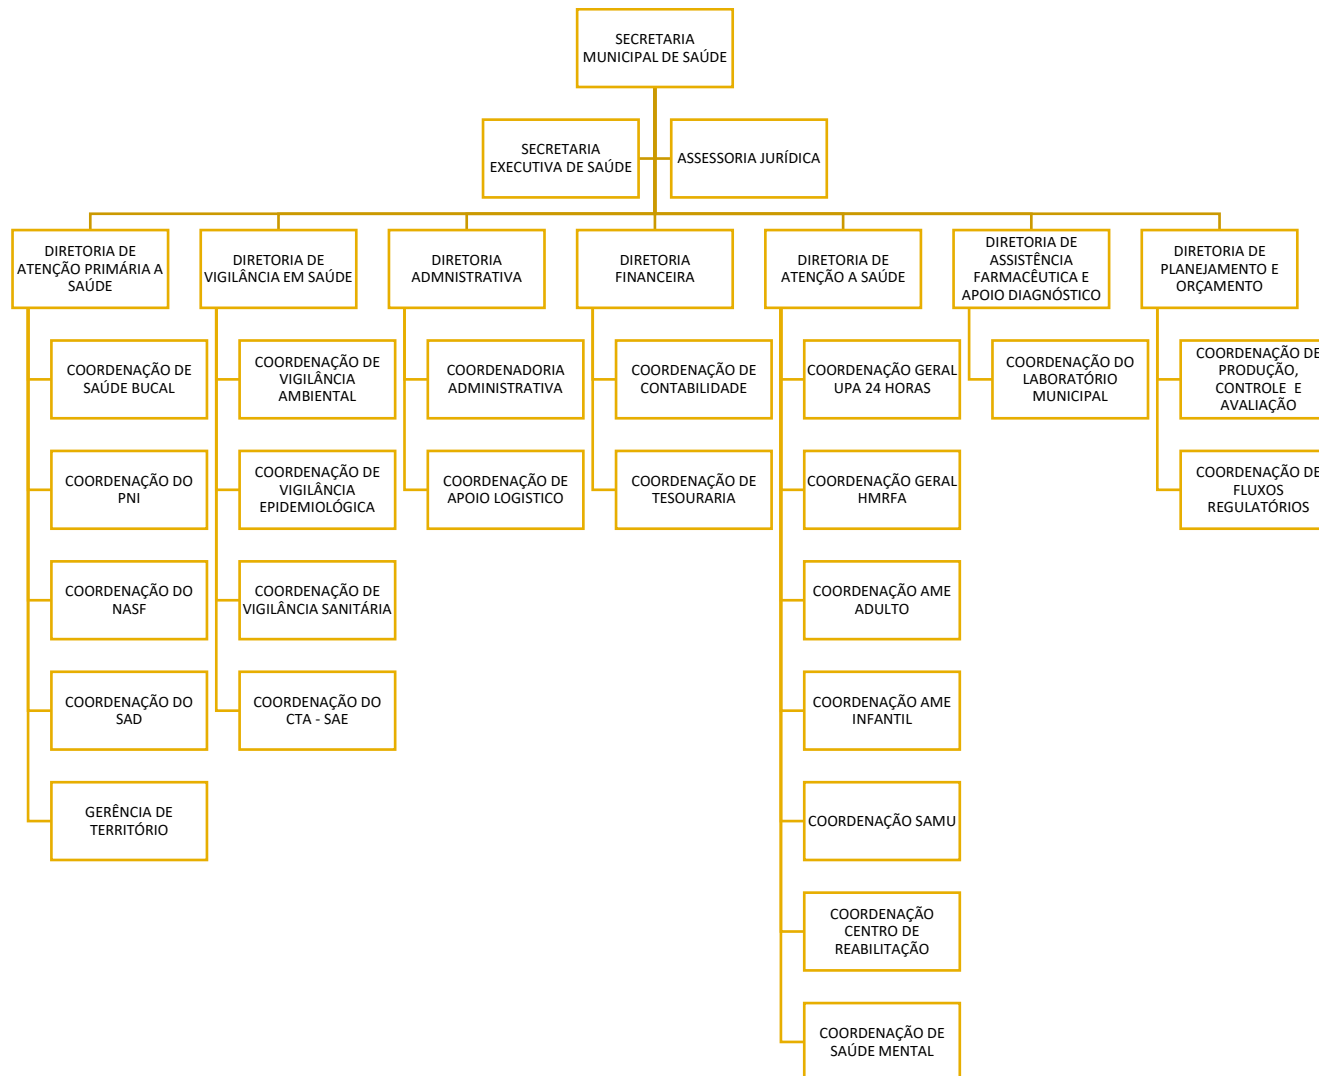 SECRETARIA
MUNICIPAL DE SAÚDE
SECRETARIA
EXECUTIVA DE SAÚDE
ASSESSORIA JURÍDICA
DIRETORIA DE
ATENÇÃO PRIMÁRIA A
SAÚDE
DIRETORIA DE
VIGILÂNCIA EM SAÚDE
DIRETORIA
ADMNISTRATIVA
DIRETORIA
FINANCEIRA
DIRETORIA DE
ATENÇÃO A SAÚDE
DIRETORIA DE
ASSISTÊNCIA
FARMACÊUTICA E
APOIO DIAGNÓSTICO
DIRETORIA DE
PLANEJAMENTO E
ORÇAMENTO
COORDENAÇÃO DE
SAÚDE BUCAL
COORDENAÇÃO DO
PNI
COORDENAÇÃO DO
NASF
COORDENAÇÃO DO
SAD
GERÊNCIA DE
TERRITÓRIO
COORDENAÇÃO DE
VIGILÂNCIA
AMBIENTAL
COORDENAÇÃO DE
VIGILÂNCIA
EPIDEMIOLÓGICA
COORDENAÇÃO DE
VIGILÂNCIA SANITÁRIA
COORDENAÇÃO DO
CTA - SAE
COORDENADORIA
ADMINISTRATIVA
COORDENAÇÃO DE
APOIO LOGISTICO
COORDENAÇÃO DE
CONTABILIDADE
COORDENAÇÃO DE
TESOURARIA
COORDENAÇÃO GERAL
UPA 24 HORAS
COORDENAÇÃO GERAL
HMRFA
COORDENAÇÃO AME
ADULTO
COORDENAÇÃO AME
INFANTIL
COORDENAÇÃO SAMU
COORDENAÇÃO
CENTRO DE
REABILITAÇÃO
COORDENAÇÃO DE
SAÚDE MENTAL
COORDENAÇÃO DO
LABORATÓRIO
MUNICIPAL
COORDENAÇÃO DE
PRODUÇÃO,
CONTROLE E
AVALIAÇÃO
COORDENAÇÃO DE
FLUXOS
REGULATÓRIOS